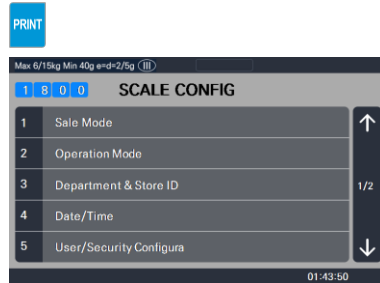 PRINT
Max 6/15kg Min 40g e=d=2/5g III
1 8 0 0 SCALE CONFIG
1 Sale Mode
2 Operation Mode
3 Department & Store ID
1/2
4 Date/Time
5 User/Security Configura
01:43:50